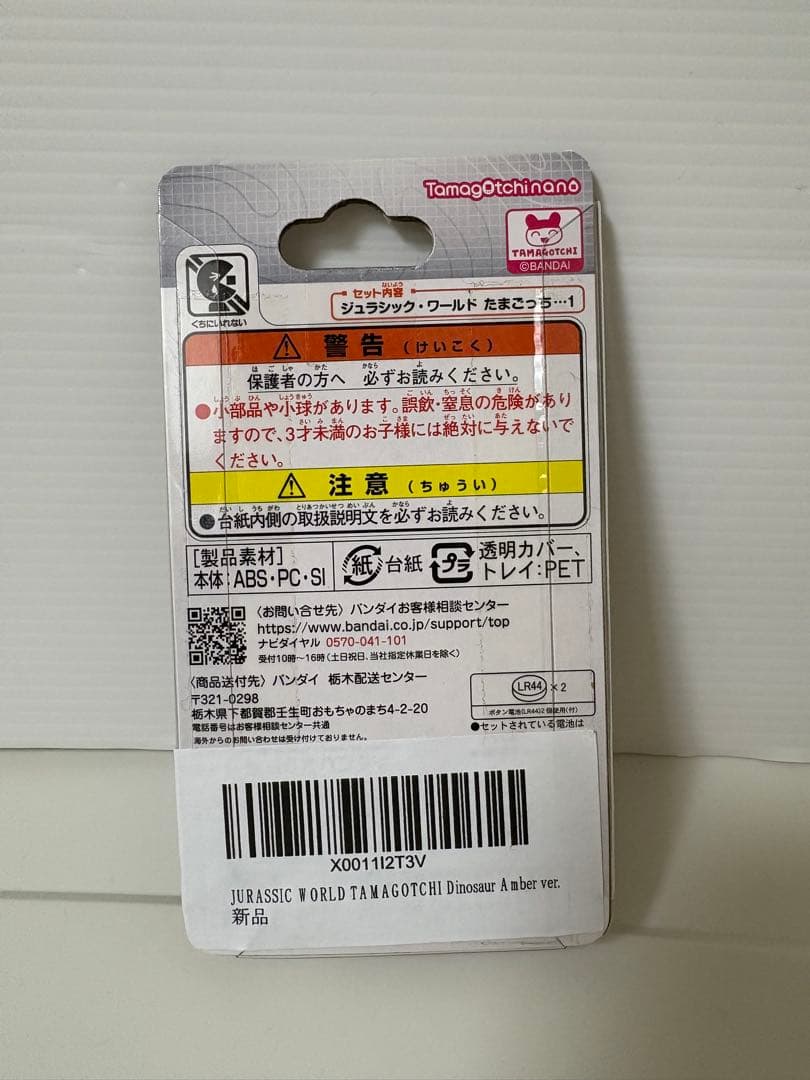 Tamagotchi nano
TAMAGOTCHI
©BANDAI
くちにいれない
セット内容
ジュラシック・ワールド たまごっち…1
警告(けいこく)
保護者の方へ 必ずお読みください。
●小部品や小球があります。誤飲・窒息の危険があり
ますので、3才未満のお子様には絶対に与えないで
ください。
注意(ちゅうい)
●台紙内側の取扱説明文を必ずお読みください。
[製品素材]
本体:ABS・PC・SI
紙 台紙
プラ 透明カバー、
トレイ:PET
〈お問い合せ先〉バンダイお客様相談センター
https://www.bandai.co.jp/support/top
ナビダイヤル 0570-041-101
受付10時〜16時(土日祝日、当社指定休業日を除く)
〈商品送付先〉バンダイ 栃木配送センター
〒321-0298
栃木県下都賀郡壬生町おもちゃのまち4-2-20
電話番号はお客様相談センター共通
海外からのお問い合わせは受け付けておりません。
LR44 ×2
ボタン電池(LR44)2個使用(付)
●セットされている電池は
X0011I2T3V
JURASSIC WORLD TAMAGOTCHI Dinosaur Amber ver.
新品